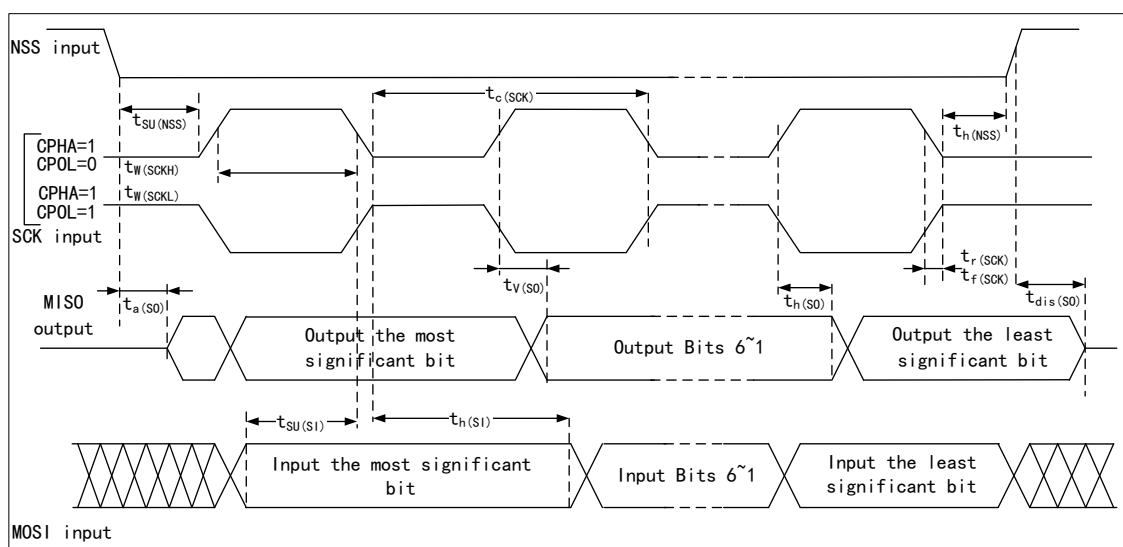 NSS input
tSU(NSS)
tc(SCK)
th(NSS)
CPHA=1
CPOL=0
tW(SCKH)
CPHA=1
CPOL=1
tW(SCKL)
SCK input
ta(SO)
tV(SO)
th(SO)
tr(SCK)
tf(SCK)
tdis(SO)
MISO
output
Output the most
significant bit
Output Bits 6~1
Output the least
significant bit
tSU(SI)
th(SI)
Input the most significant
bit
Input Bits 6~1
Input the least
significant bit
MOSI input